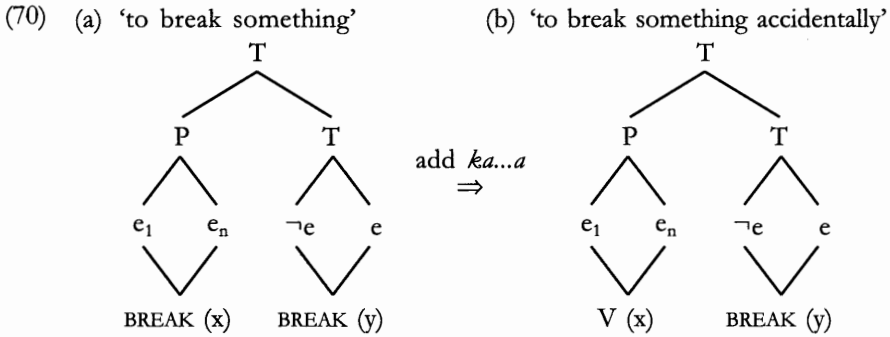 (70) (a) 'to break something' (b) 'to break something accidentally'
T T
P T P T
add ka...a
⇒
e₁ eₙ ¬e e e₁ eₙ ¬e e
BREAK (x) BREAK (y) V (x) BREAK (y)